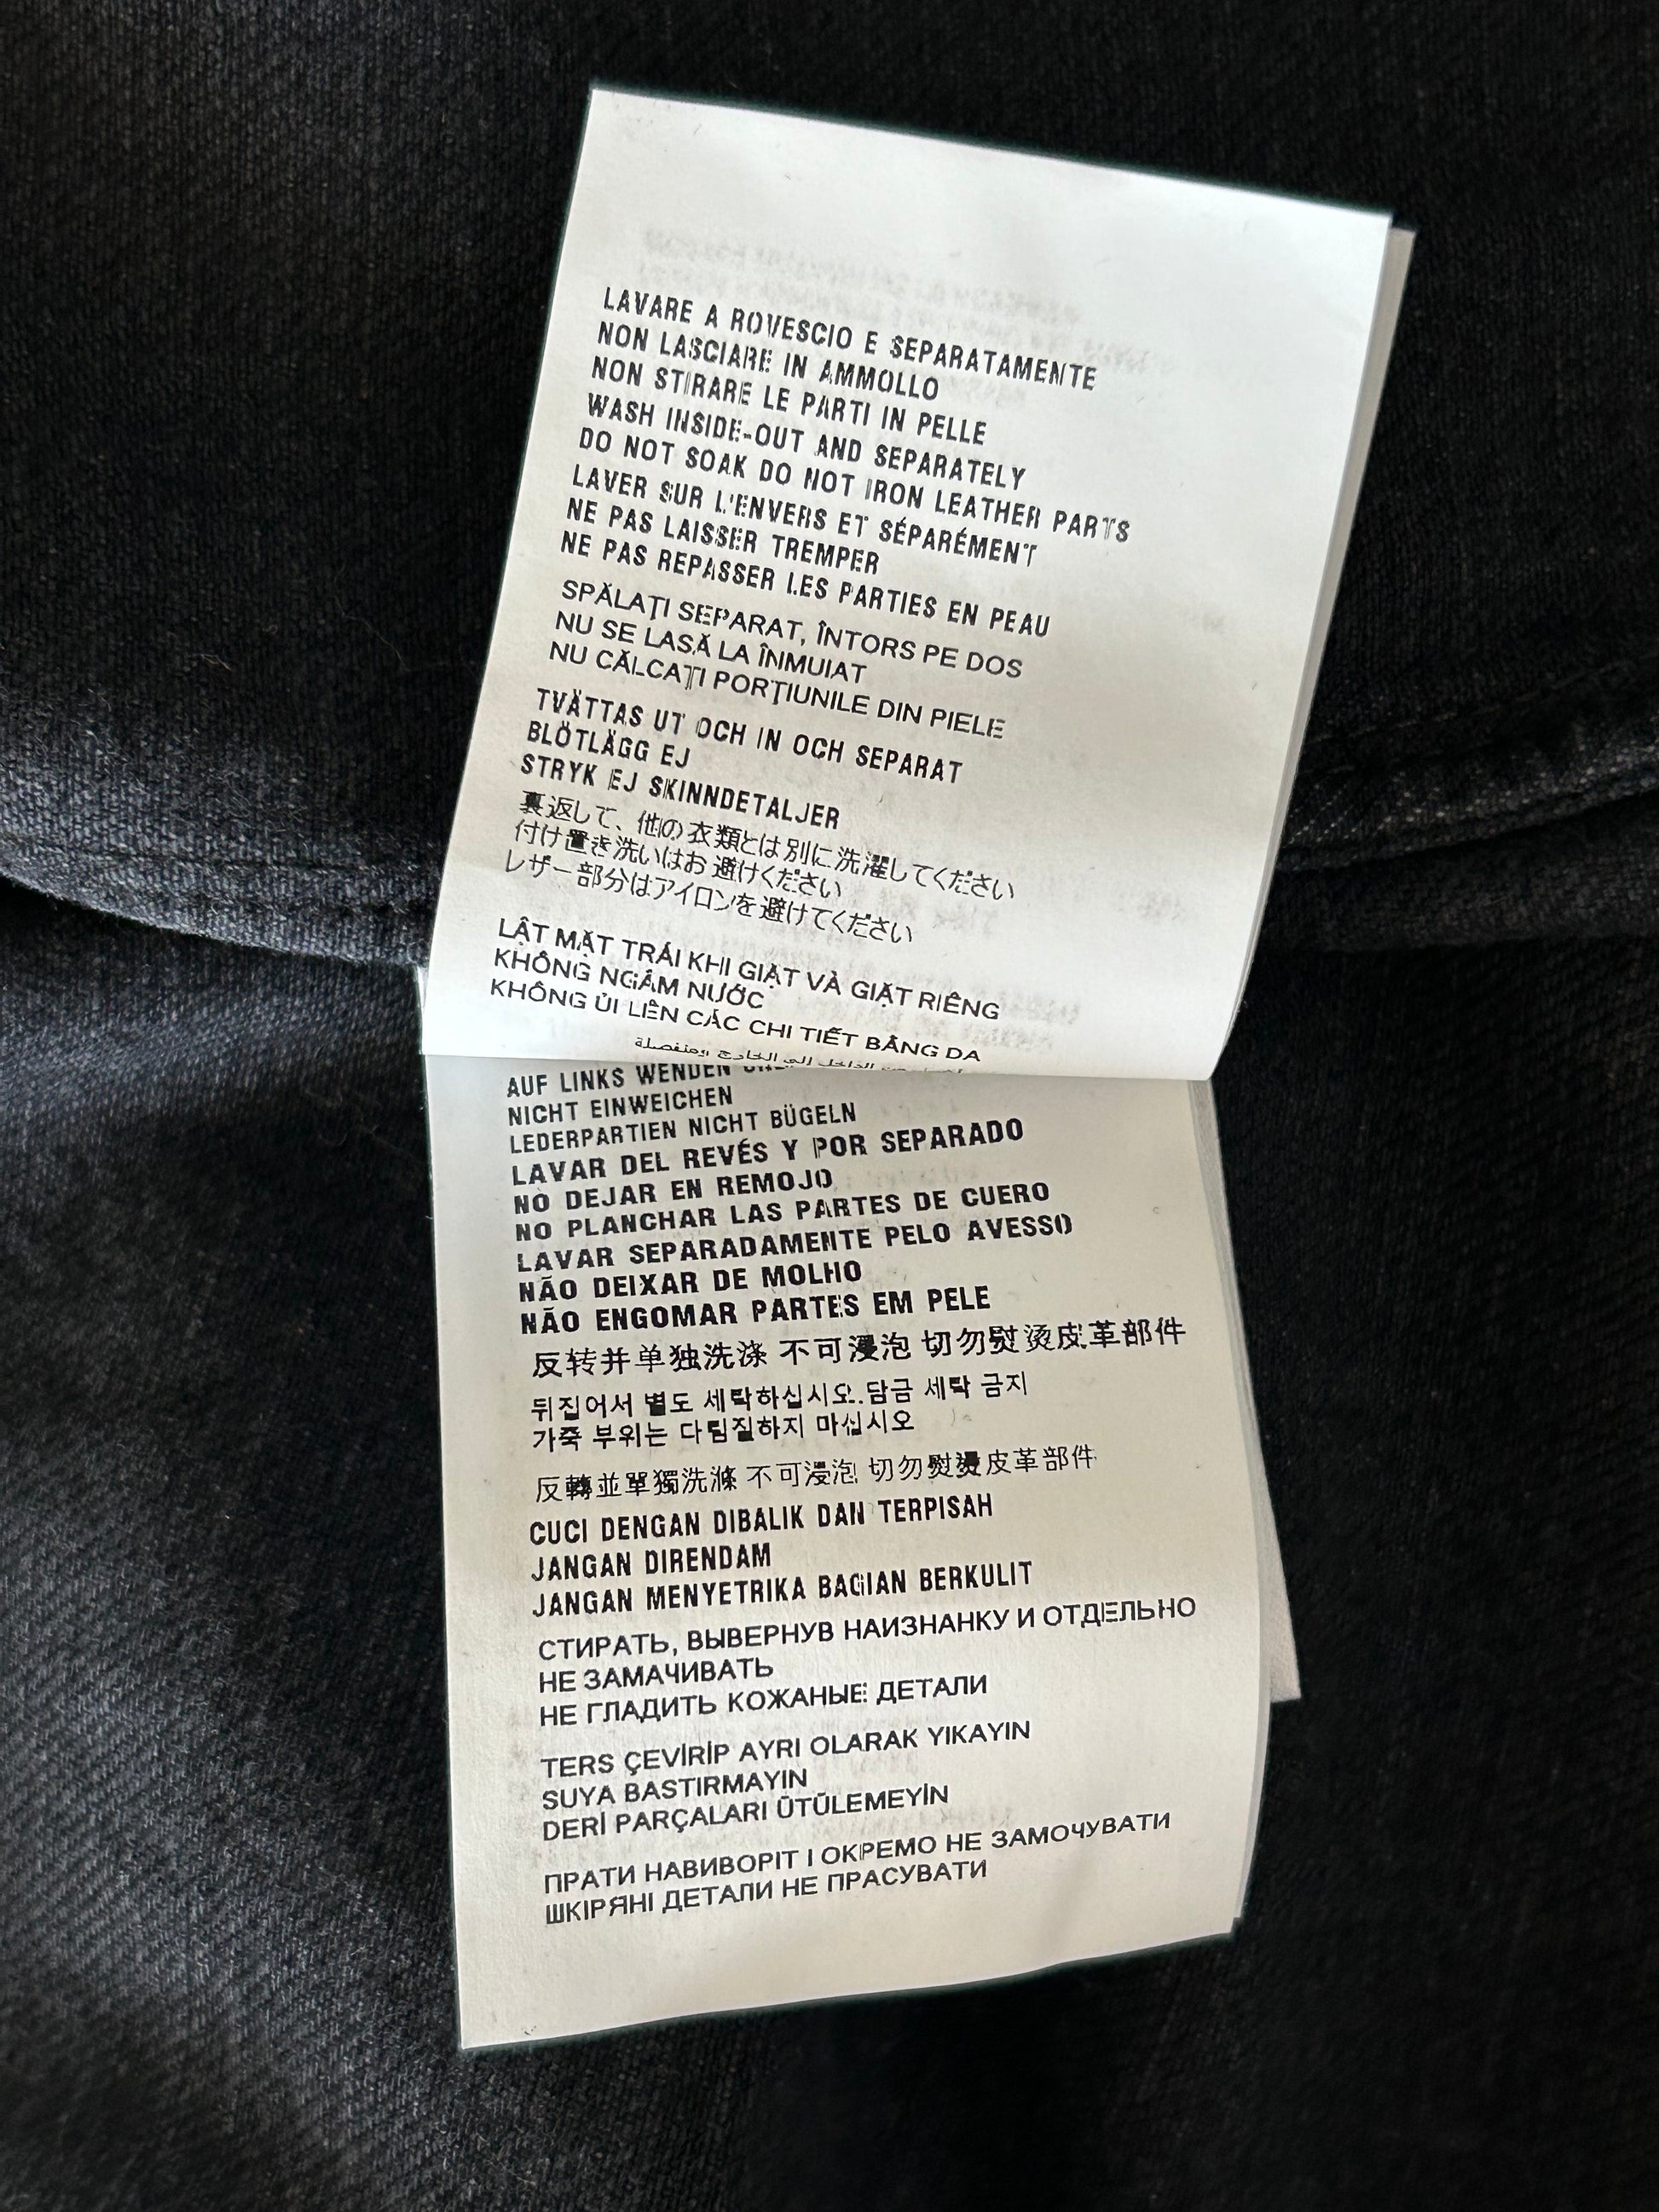 LAVARE A ROVESCIO E SEPARATAMENTE
NON LASCIARE IN AMMOLLO
NON STIRARE LE PARTI IN PELLE
WASH INSIDE-OUT AND SEPARATELY
DO NOT SOAK DO NOT IRON LEATHER PARTS
LAVER SUR L'ENVERS ET SÉPARÉMENT
NE PAS LAISSER TREMPER
NE PAS REPASSER LES PARTIES EN PEAU
SPĂLAȚI SEPARAT, ÎNTORS PE DOS
NU SE LASĂ LA ÎNMUIAT
NU CĂLCAȚI PORȚIUNILE DIN PIELE
TVÄTTAS UT OCH IN OCH SEPARAT
BLÖTLÄGG EJ
STRYK EJ SKINNDETALJER
裏返して、他の衣類とは別に洗濯してください
付け置き洗いはお避けください
レザー部分はアイロンを避けてください
LẬT MẶT TRÁI KHI GIẶT VÀ GIẶT RIÊNG
KHÔNG NGÂM NƯỚC
KHÔNG ỦI LÊN CÁC CHI TIẾT BẰNG DA
الداخل إلى الخارج ومنفصلة
AUF LINKS WENDEN
NICHT EINWEICHEN
LEDERPARTIEN NICHT BÜGELN
LAVAR DEL REVÉS Y POR SEPARADO
NO DEJAR EN REMOJO
NO PLANCHAR LAS PARTES DE CUERO
LAVAR SEPARADAMENTE PELO AVESSO
NÃO DEIXAR DE MOLHO
NÃO ENGOMAR PARTES EM PELE
反转并单独洗涤 不可浸泡 切勿熨烫皮革部件
뒤집어서 별도 세탁하십시오.담금 세탁 금지
가죽 부위는 다림질하지 마십시오
反轉並單獨洗滌 不可浸泡 切勿熨燙皮革部件
CUCI DENGAN DIBALIK DAN TERPISAH
JANGAN DIRENDAM
JANGAN MENYETRIKA BAGIAN BERKULIT
СТИРАТЬ, ВЫВЕРНУВ НАИЗНАНКУ И ОТДЕЛЬНО
НЕ ЗАМАЧИВАТЬ
НЕ ГЛАДИТЬ КОЖАНЫЕ ДЕТАЛИ
TERS ÇEVİRİP AYRI OLARAK YIKAYIN
SUYA BASTIRMAYIN
DERİ PARÇALARI ÜTÜLEMEYİN
ПРАТИ НАВИВОРІТ І ОКРЕМО НЕ ЗАМОЧУВАТИ
ШКІРЯНІ ДЕТАЛИ НЕ ПРАСУВАТИ